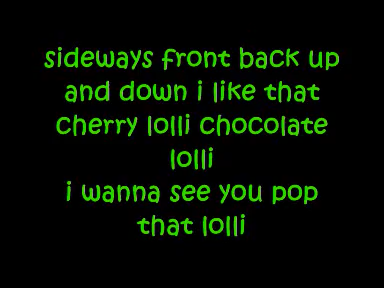 sideways front back up
and down i like that
cherry lolli chocolate
lolli
i wanna see you pop
that lolli